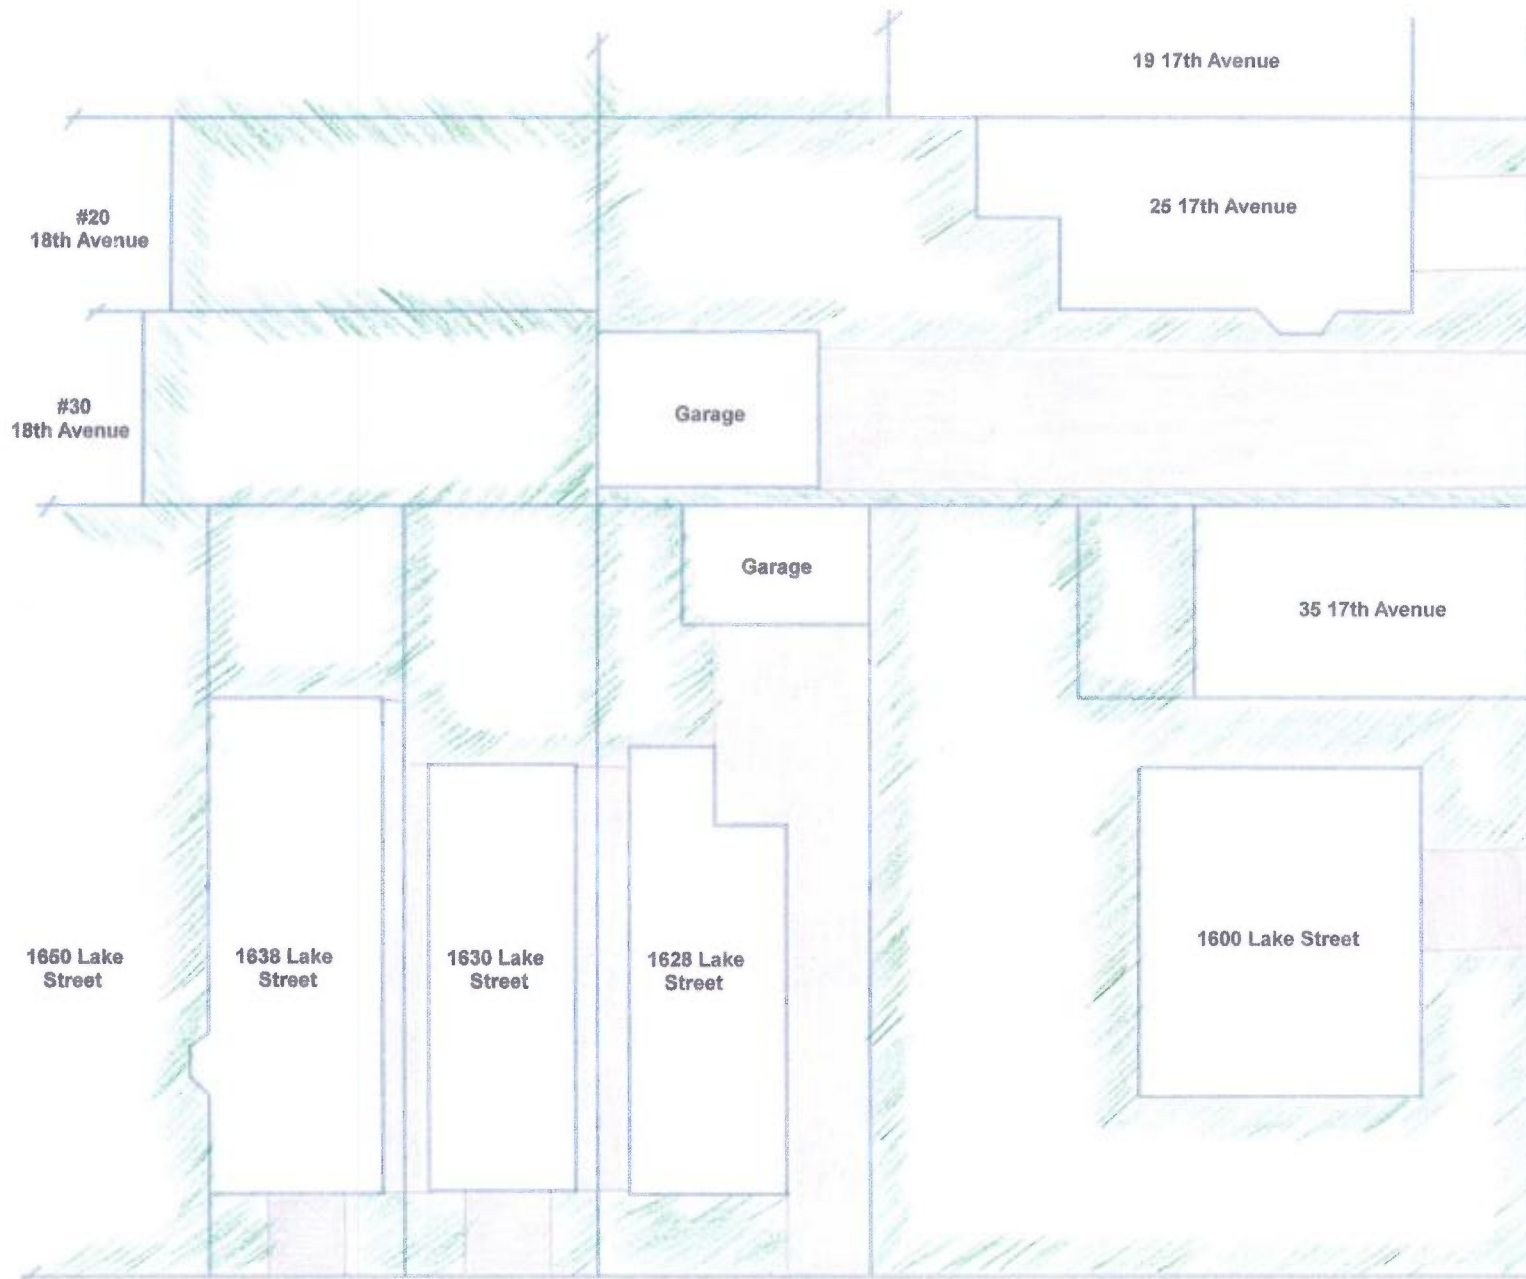 19 17th Avenue
25 17th Avenue
#20
18th Avenue
#30
18th Avenue
Garage
Garage
35 17th Avenue
1650 Lake
Street
1638 Lake
Street
1630 Lake
Street
1628 Lake
Street
1600 Lake Street